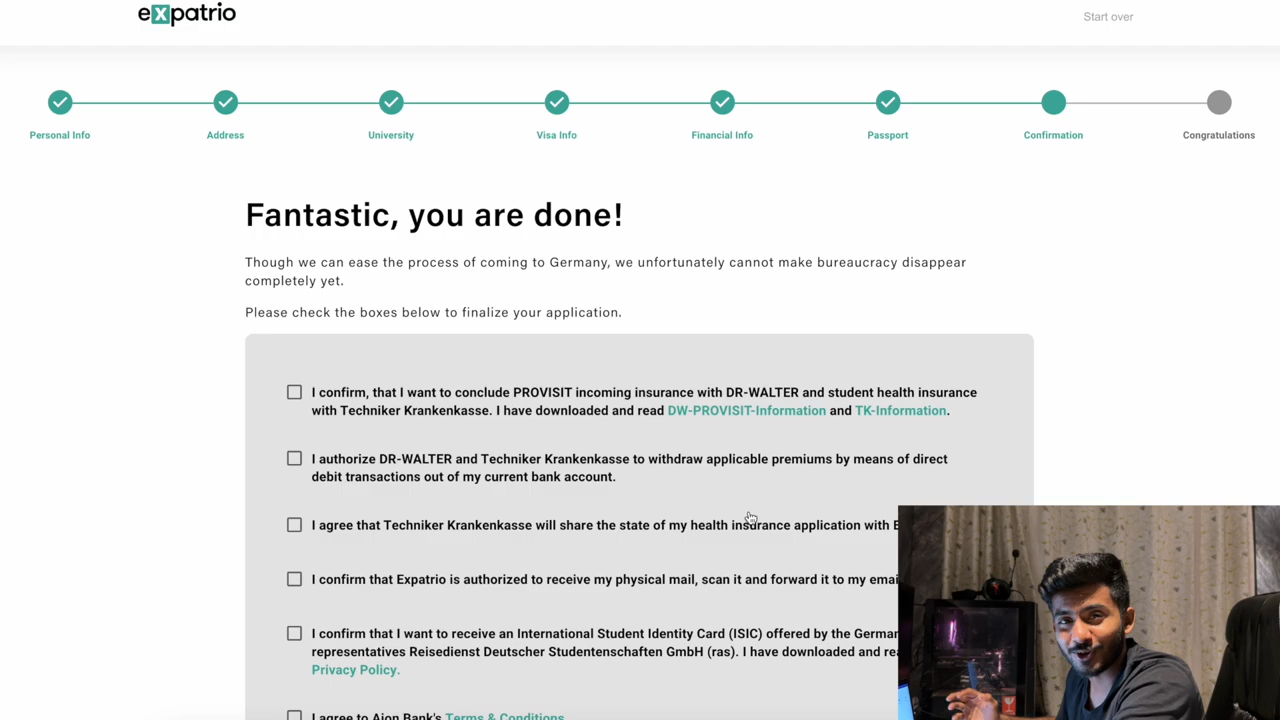 expatrio
Start over
Personal Info
Address
University
Visa Info
Financial Info
Passport
Confirmation
Congratulations
Fantastic, you are done!
Though we can ease the process of coming to Germany, we unfortunately cannot make bureaucracy disappear
completely yet.
Please check the boxes below to finalize your application.
I confirm, that I want to conclude PROVISIT incoming insurance with DR-WALTER and student health insurance
with Techniker Krankenkasse. I have downloaded and read DW-PROVISIT-Information and TK-Information.
I authorize DR-WALTER and Techniker Krankenkasse to withdraw applicable premiums by means of direct
debit transactions out of my current bank account.
I agree that Techniker Krankenkasse will share the state of my health insurance application with
I confirm that Expatrio is authorized to receive my physical mail, scan it and forward it to my
I confirm that I want to receive an International Student Identity Card (ISIC) offered by the
representatives Reisedienst Deutscher Studentenschaften GmbH (ras). I have downloaded and
Privacy Policy.
I agree to Aion Bank's Terms & Conditions